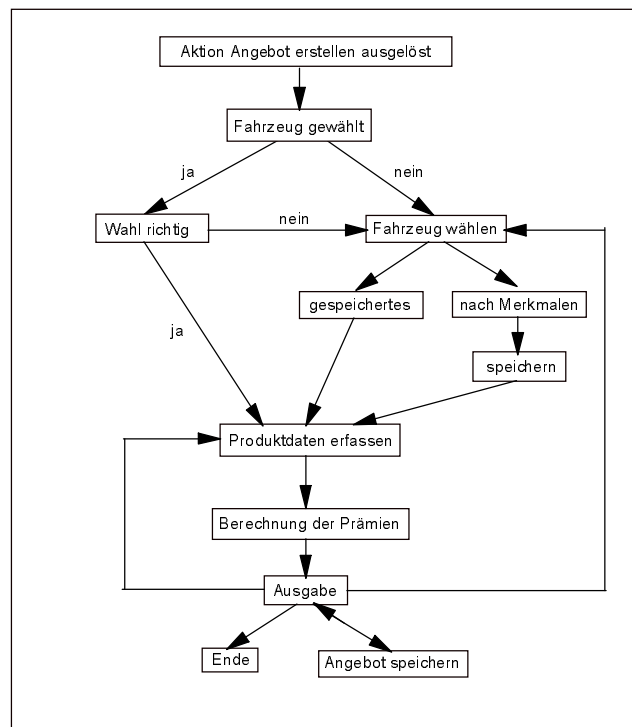 Aktion Angebot erstellen ausgelöst
Fahrzeug gewählt
ja
nein
Wahl richtig
nein
Fahrzeug wählen
gespeichertes
nach Merkmalen
ja
speichern
Produktdaten erfassen
Berechnung der Prämien
Ausgabe
Ende
Angebot speichern